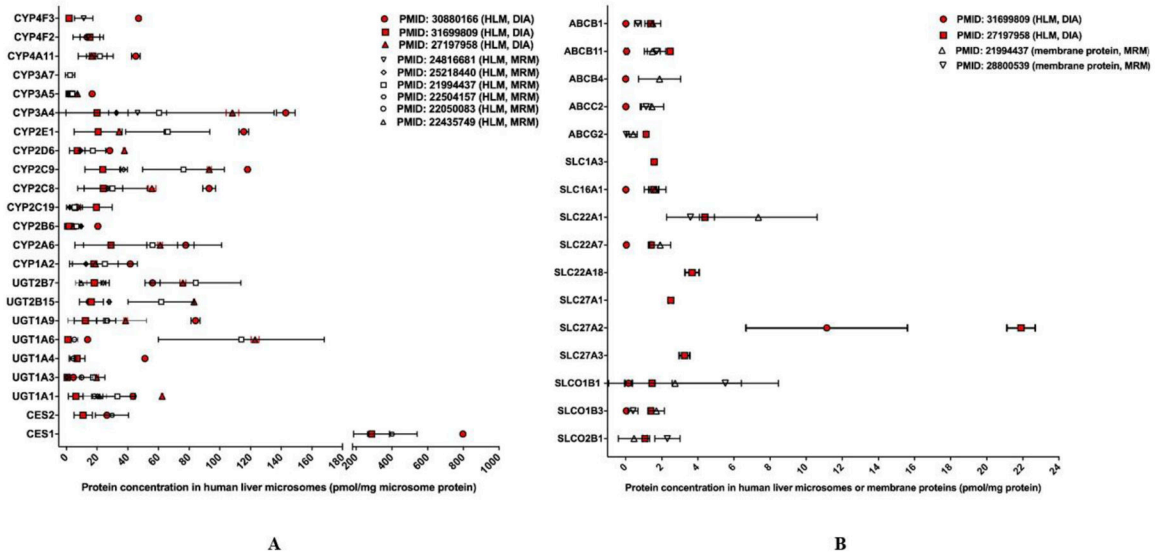 CYP4F3
CYP4F2
CYP4A11
CYP3A7
CYP3A5
CYP3A4
CYP2E1
CYP2D6
CYP2C9
CYP2C8
CYP2C19
CYP2B6
CYP2A6
CYP1A2
UGT2B7
UGT2B15
UGT1A9
UGT1A6
UGT1A4
UGT1A3
UGT1A1
CES2
CES1
PMID: 30880166 (HLM, DIA)
PMID: 31699809 (HLM, DIA)
PMID: 27197958 (HLM, DIA)
PMID: 24816681 (HLM, MRM)
PMID: 25218440 (HLM, MRM)
PMID: 21994437 (HLM, MRM)
PMID: 22504157 (HLM, MRM)
PMID: 22050083 (HLM, MRM)
PMID: 22435749 (HLM, MRM)
0 20 40 60 80 100 120 140 160 180 200 400 600 800 1000
Protein concentration in human liver microsomes (pmol/mg microsome protein)
A
ABCB1
ABCB11
ABCB4
ABCC2
ABCG2
SLC1A3
SLC16A1
SLC22A1
SLC22A7
SLC22A18
SLC27A1
SLC27A2
SLC27A3
SLCO1B1
SLCO1B3
SLCO2B1
PMID: 31699809 (HLM, DIA)
PMID: 27197958 (HLM, DIA)
PMID: 21994437 (membrane protein, MRM)
PMID: 28800539 (membrane protein, MRM)
0 2 4 6 8 10 12 14 16 18 20 22 24
Protein concentration in human liver microsomes or membrane proteins (pmol/mg protein)
B